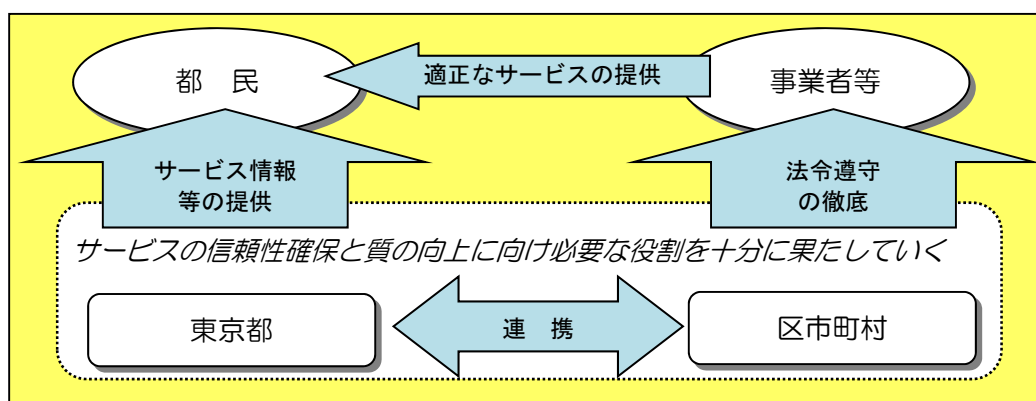 都　民
適正なサービスの提供
事業者等
サービス情報
等の提供
法令遵守
の徹底
サービスの信頼性確保と質の向上に向け必要な役割を十分に果たしていく
東京都
連　携
区市町村